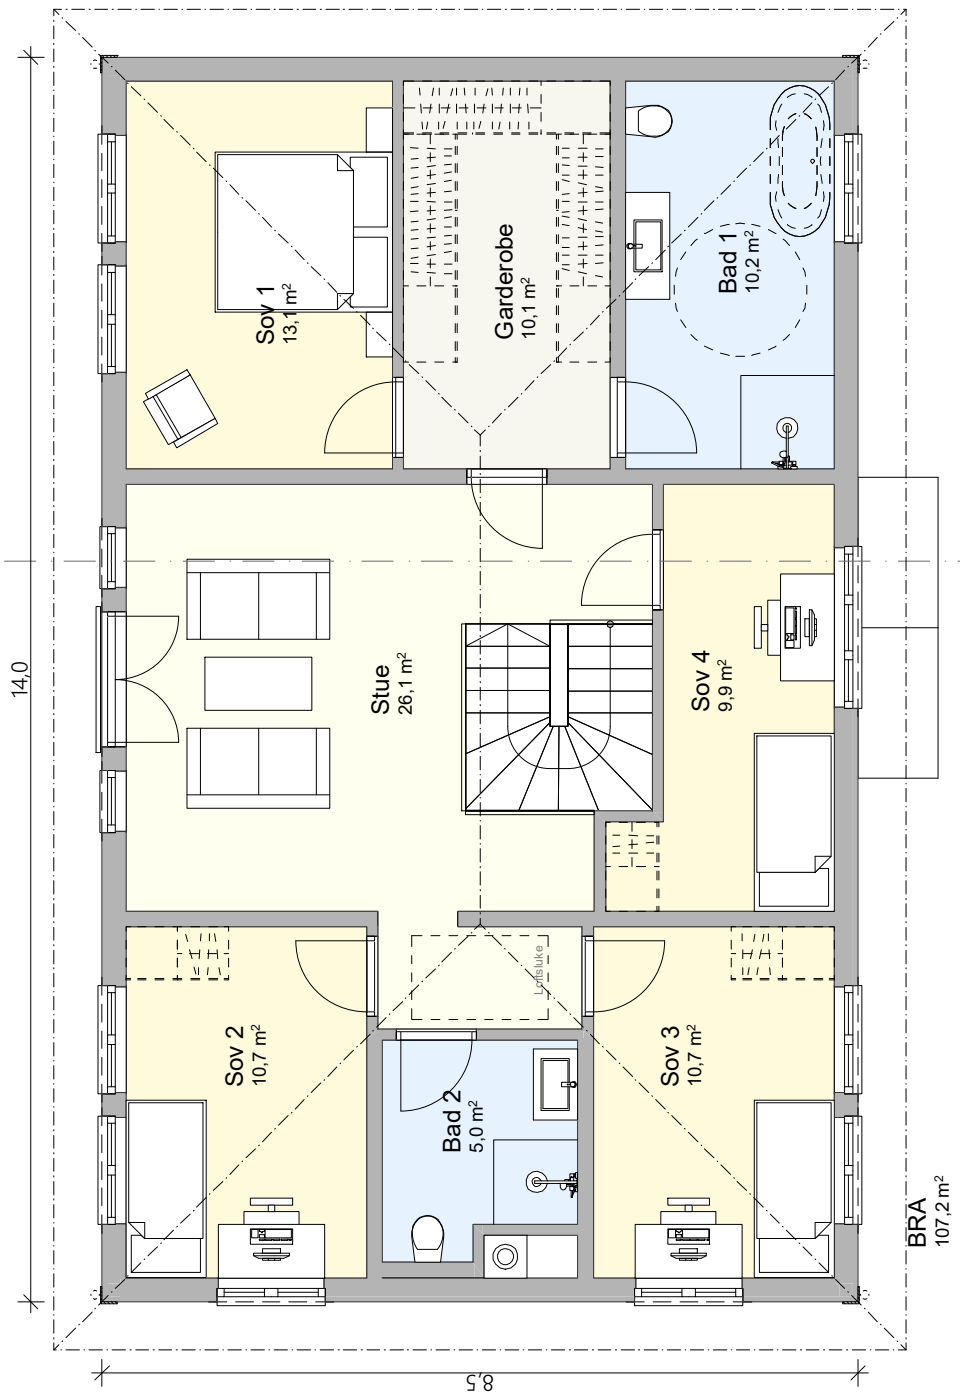 Sov 1
13,1 m²
Garderobe
10,1 m²
Bad 1
10,2 m²
14,0
Stue
26,1 m²
Sov 4
9,9 m²
Loftsluke
Sov 2
10,7 m²
Bad 2
5,0 m²
Sov 3
10,7 m²
BRA
107,2 m²
8,5